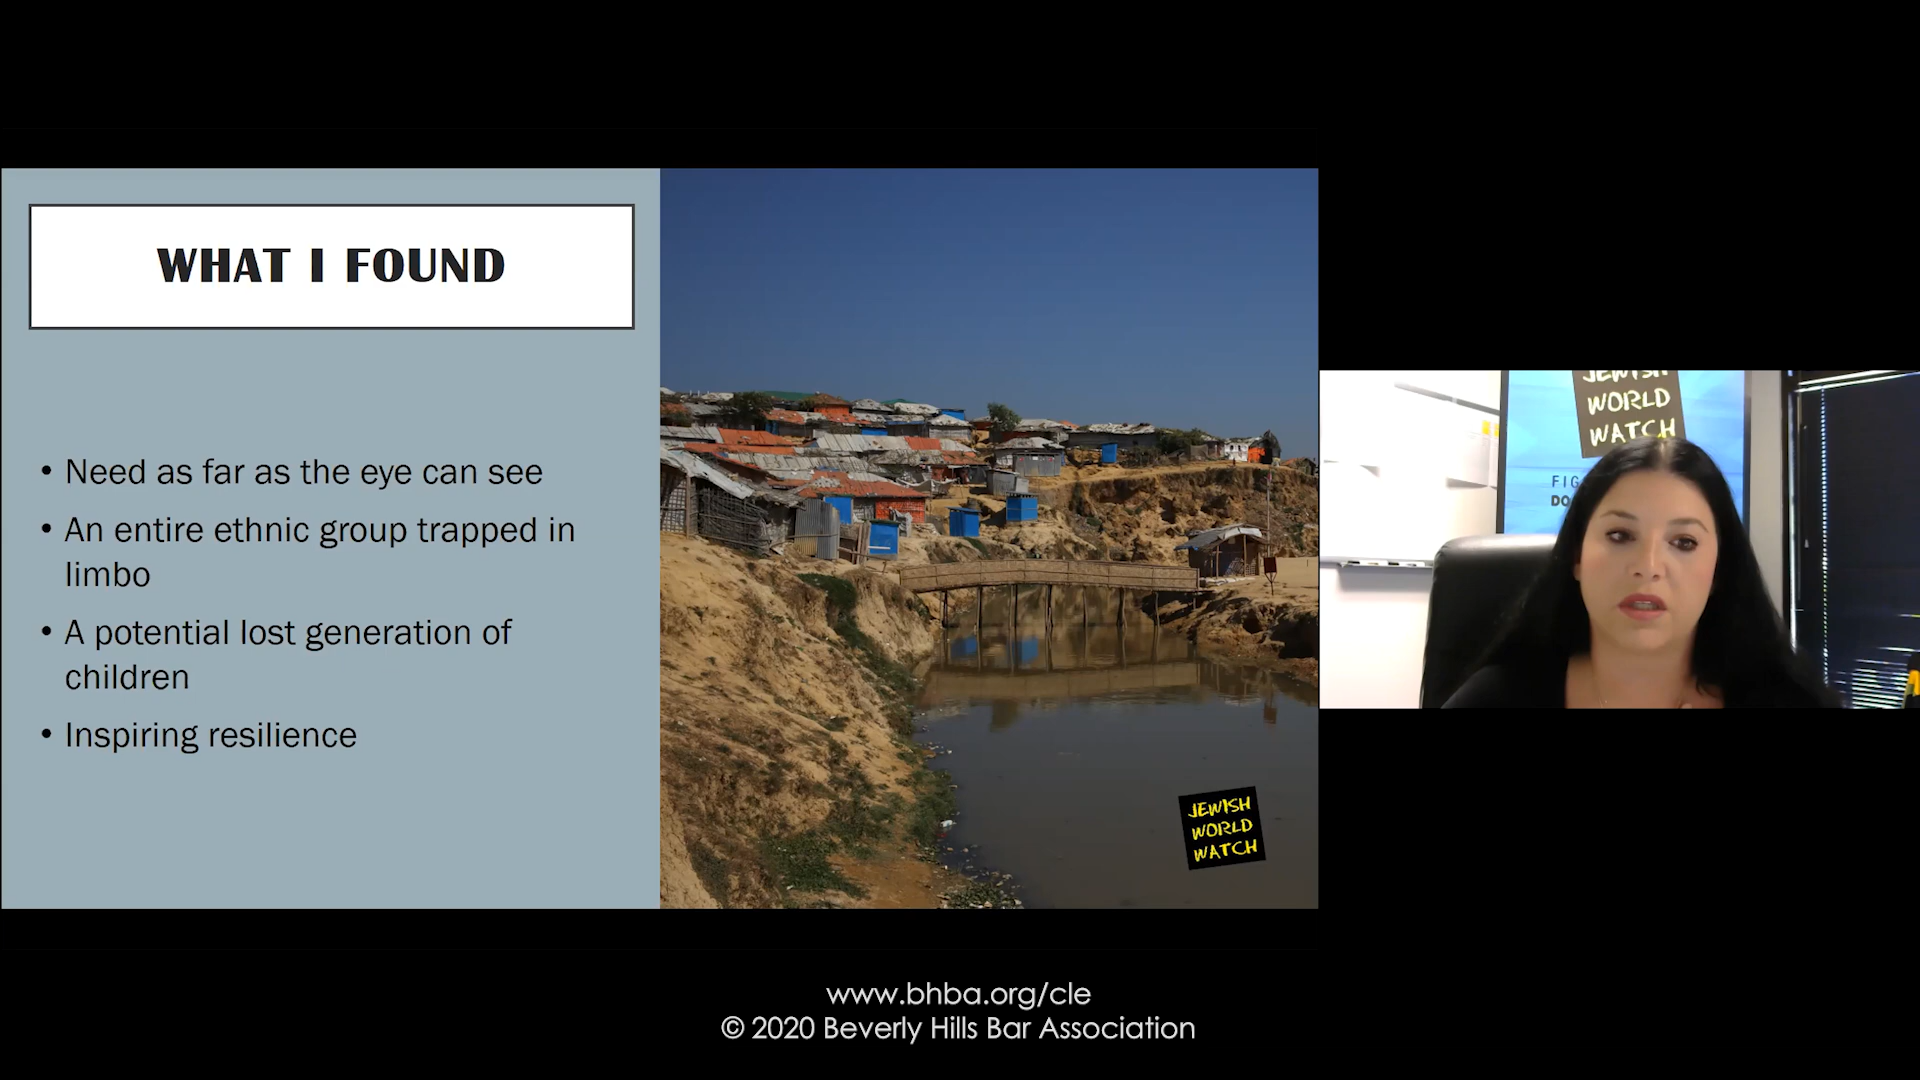 WHAT I FOUND
• Need as far as the eye can see
• An entire ethnic group trapped in
limbo
• A potential lost generation of
children
• Inspiring resilience
JEWISH
WORLD
WATCH
JEWISH
WORLD
WATCH
www.bhba.org/cle
© 2020 Beverly Hills Bar Association